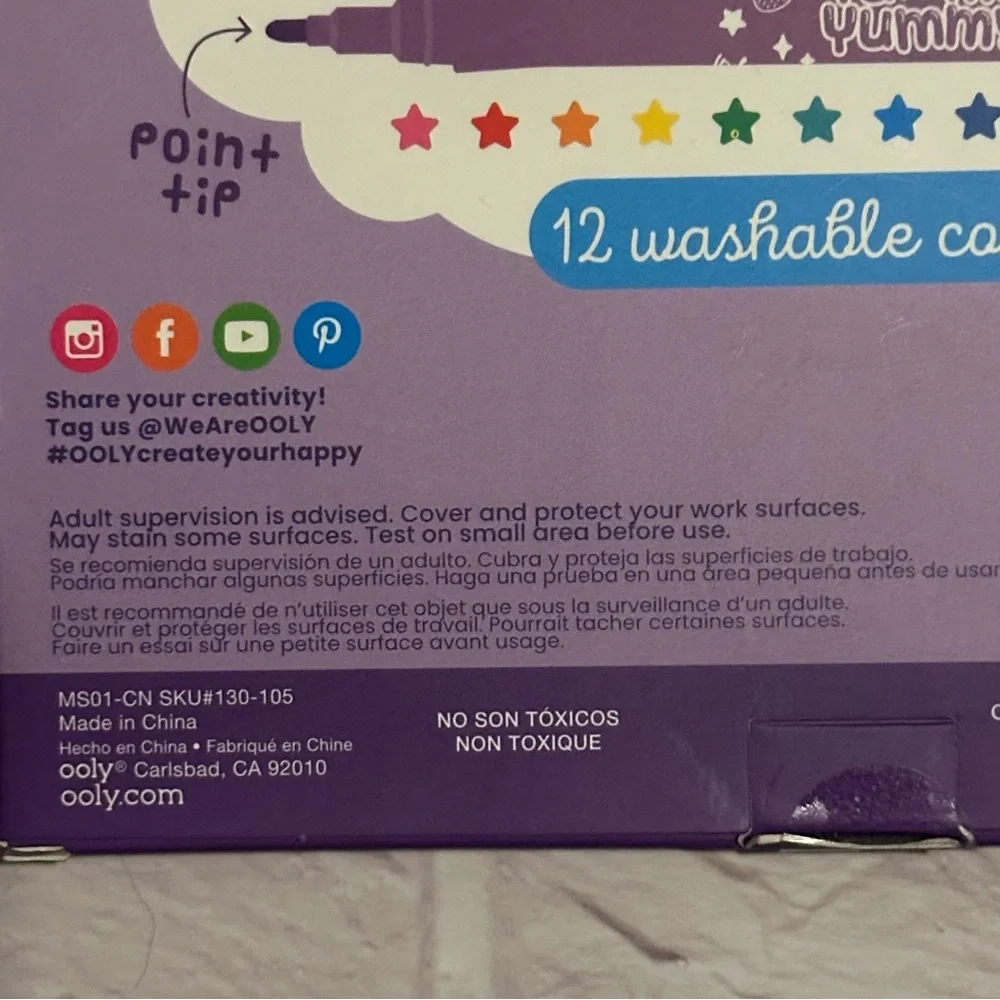 Yummy
point
tip
12 washable
Share your creativity!
Tag us @WeAreOOLY
#OOLYcreateyourhappy
Adult supervision is advised. Cover and protect your work surfaces.
May stain some surfaces. Test on small area before use.
Se recomienda supervisión de un adulto. Cubra y proteja las superficies de trabajo.
Podría manchar algunas superficies. Haga una prueba en una área pequeña antes de usar
Il est recommandé de n'utiliser cet objet que sous la surveillance d'un adulte.
Couvrir et protéger les surfaces de travail. Pourrait tacher certaines surfaces.
Faire un essai sur une petite surface avant usage.
MS01-CN SKU#130-105
Made in China
Hecho en China • Fabriqué en Chine
ooly® Carlsbad, CA 92010
ooly.com
NO SON TÓXICOS
NON TOXIQUE